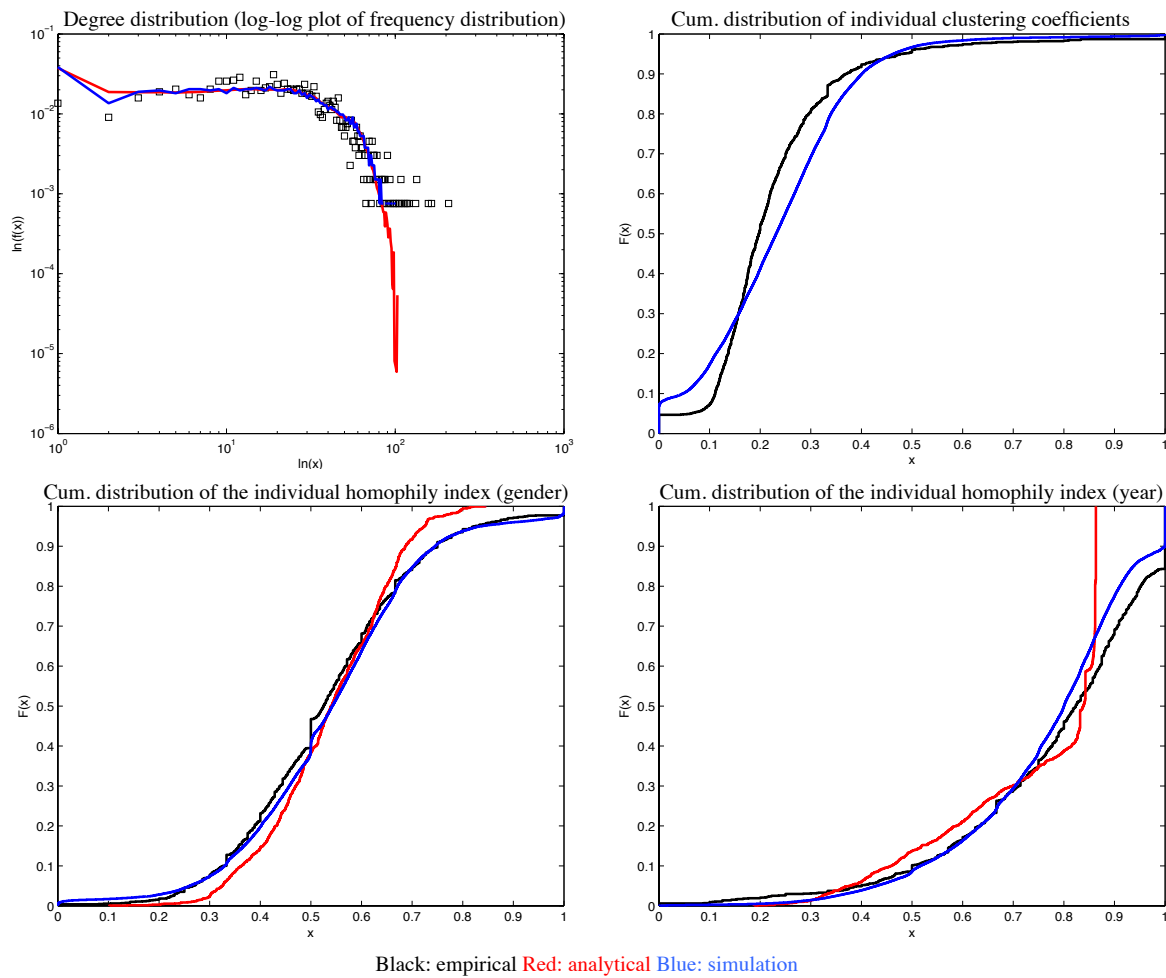 Degree distribution (log-log plot of frequency distribution)
10⁻¹
10⁻²
10⁻³
10⁻⁴
10⁻⁵
10⁻⁶
ln(f(x))
10⁰ 10¹ 10² 10³
ln(x)
Cum. distribution of individual clustering coefficients
1
0.9
0.8
0.7
0.6
0.5
0.4
0.3
0.2
0.1
0
F(x)
0 0.1 0.2 0.3 0.4 0.5 0.6 0.7 0.8 0.9 1
x
Cum. distribution of the individual homophily index (gender)
1
0.9
0.8
0.7
0.6
0.5
0.4
0.3
0.2
0.1
0
F(x)
0 0.1 0.2 0.3 0.4 0.5 0.6 0.7 0.8 0.9 1
x
Cum. distribution of the individual homophily index (year)
1
0.9
0.8
0.7
0.6
0.5
0.4
0.3
0.2
0.1
0
F(x)
0 0.1 0.2 0.3 0.4 0.5 0.6 0.7 0.8 0.9 1
x
Black: empirical Red: analytical Blue: simulation